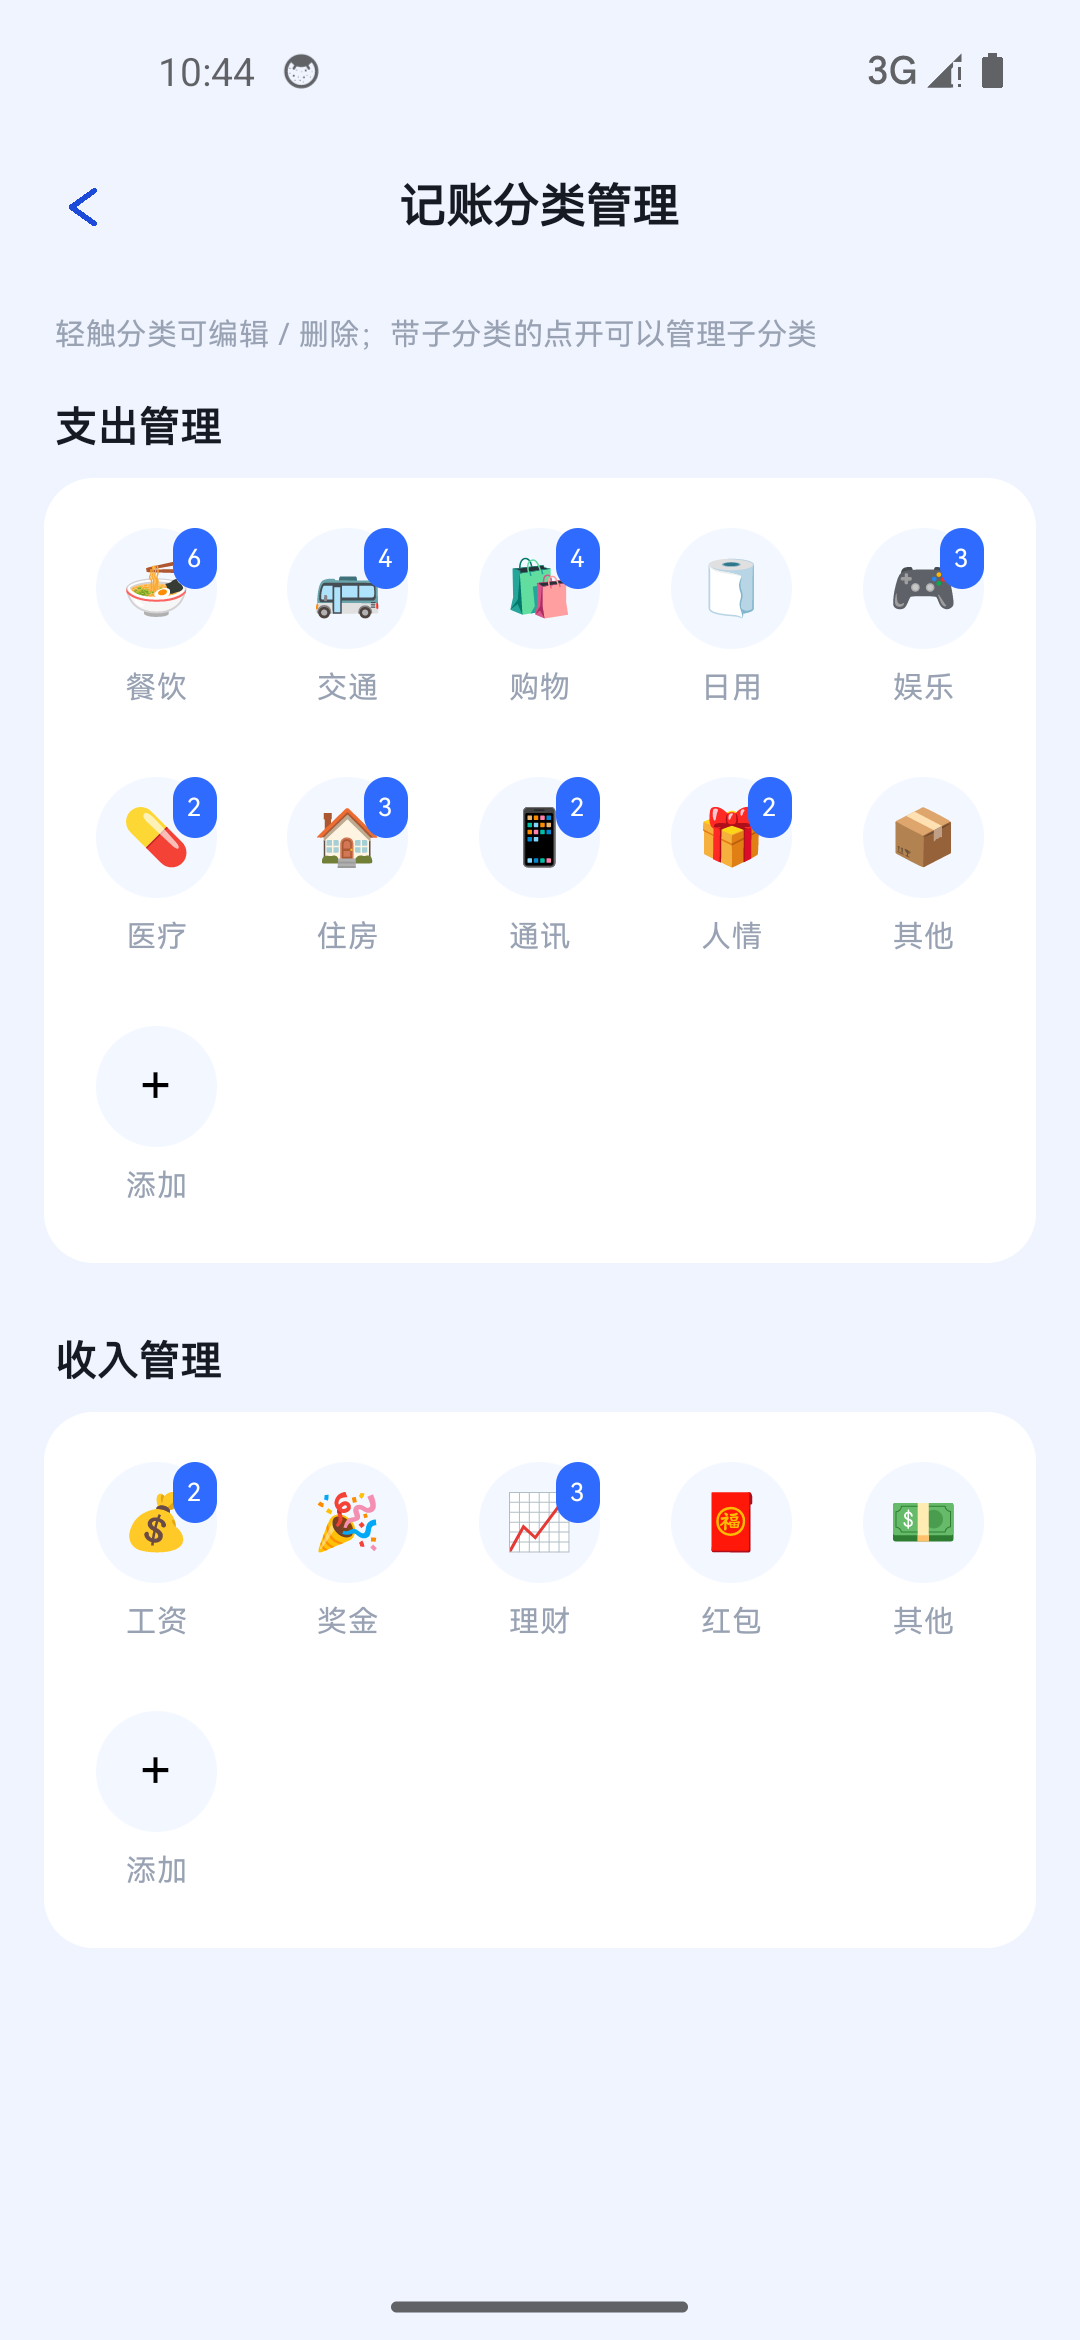 10:44
3G
记账分类管理
轻触分类可编辑 / 删除；带子分类的点开可以管理子分类
支出管理
6 4 4 3
餐饮 交通 购物 日用 娱乐
2 3 2 2
医疗 住房 通讯 人情 其他
+
添加
收入管理
2 3
福
工资 奖金 理财 红包 其他
+
添加